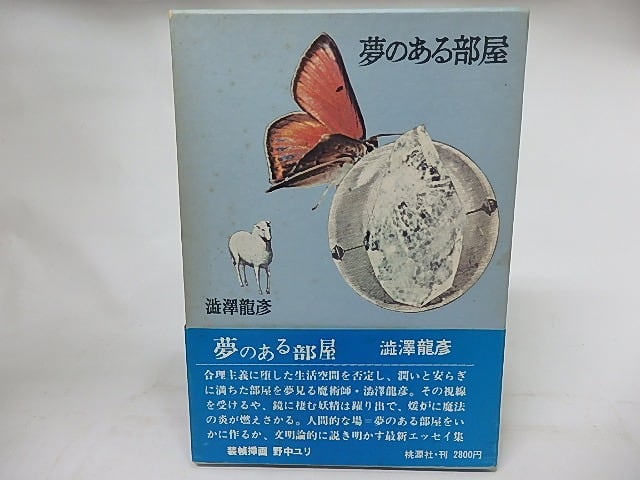 夢のある部屋
澁澤龍彦
夢のある部屋 澁澤龍彦
合理主義に堕した生活空間を否定し、潤いと安らぎ
に満ちた部屋を夢見る魔術師・澁澤龍彦。その視線
を受けるや、鏡に棲む妖精は躍り出で、煖炉に魔法
の炎が燃えさかる。人間的な場＝夢のある部屋をい
かに作るか、文明論的に説き明かす最新エッセイ集
装幀挿画 野中ユリ 桃源社・刊 2800円